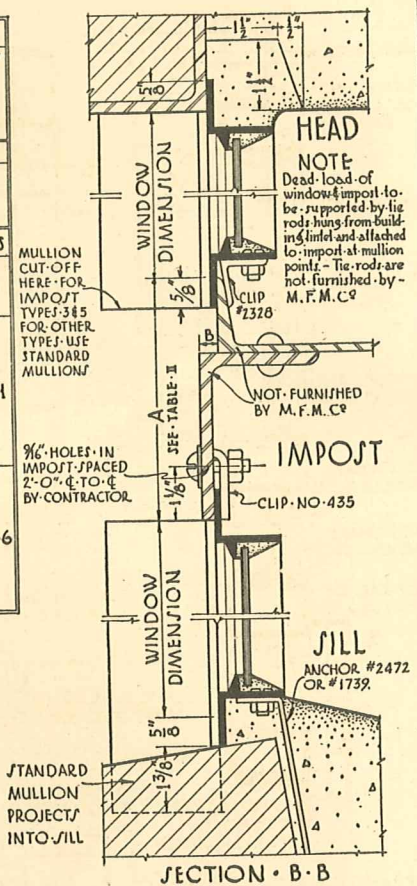 1½"
½"
5/8
1½"
HEAD
NOTE
Dead·load·of
window·&·impost·to·
be·supported·by·tie
rods·hung·from·build-
ing·lintel·and·attached
to·impost·at·mullion
points.-Tie·rods·are
not·furnished·by-
M.F.M.Cº
WINDOW
DIMENSION
MULLION
CUT·OFF
HERE·FOR
IMPOST
TYPES·3&5
FOR·OTHER
TYPES·USE
STANDARD
MULLIONS
5/8"
CLIP
#2328
B
A
SEE·TABLE·II
NOT·FURNISHED
BY M.F.M.Cº
IMPOST
9/16"·HOLES·IN
IMPOST·SPACED
2'-0"·℄·TO·℄
BY·CONTRACTOR
1⅛"
CLIP·NO·435
6
WINDOW
DIMENSION
SILL
ANCHOR #2472
OR #1739.
5/8"
1⅜"
STANDARD
MULLION
PROJECTS
INTO·SILL
SECTION·B-B